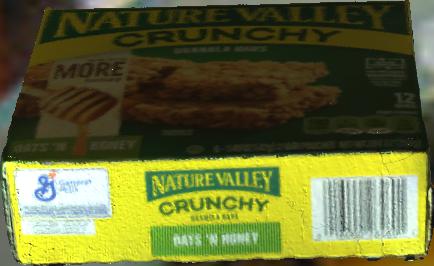 NATURE VALLEY
CRUNCHY
GRANOLA BARS
MORE
12
OATS 'N HONEY
General
Mills
NATURE VALLEY
CRUNCHY
GRANOLA BARS
OATS 'N HONEY